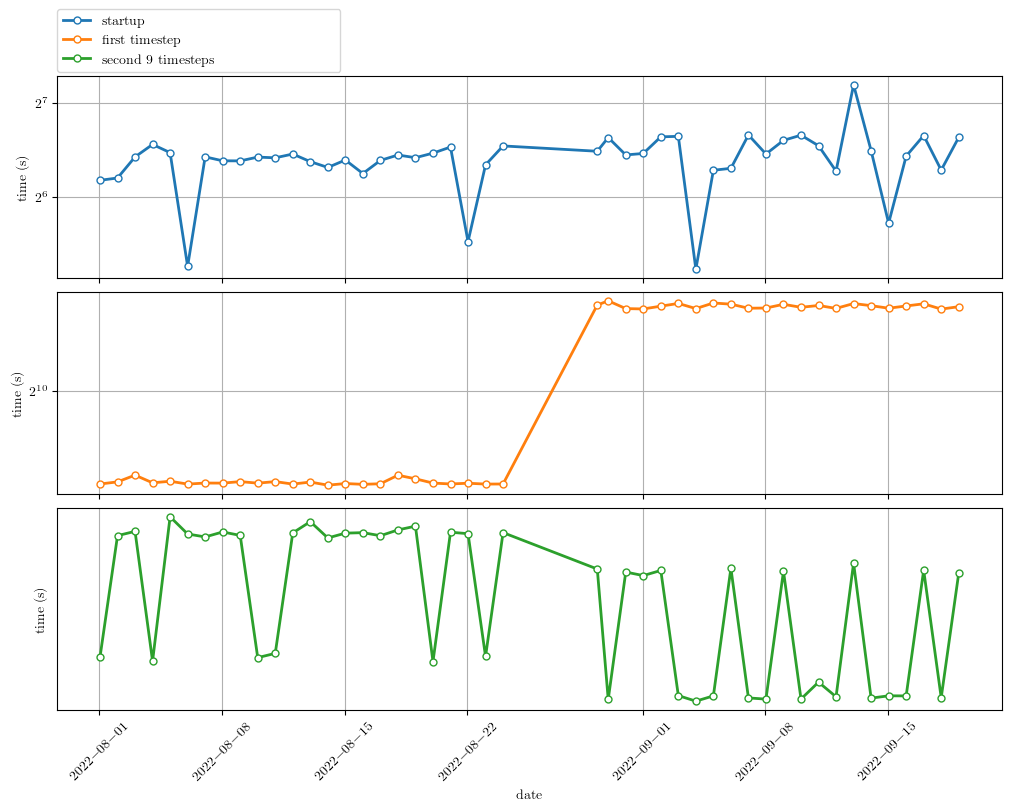 startup
first timestep
second 9 timesteps
2^7
2^6
time (s)
2^10
time (s)
time (s)
2022−08−01
2022−08−08
2022−08−15
2022−08−22
2022−09−01
2022−09−08
2022−09−15
date